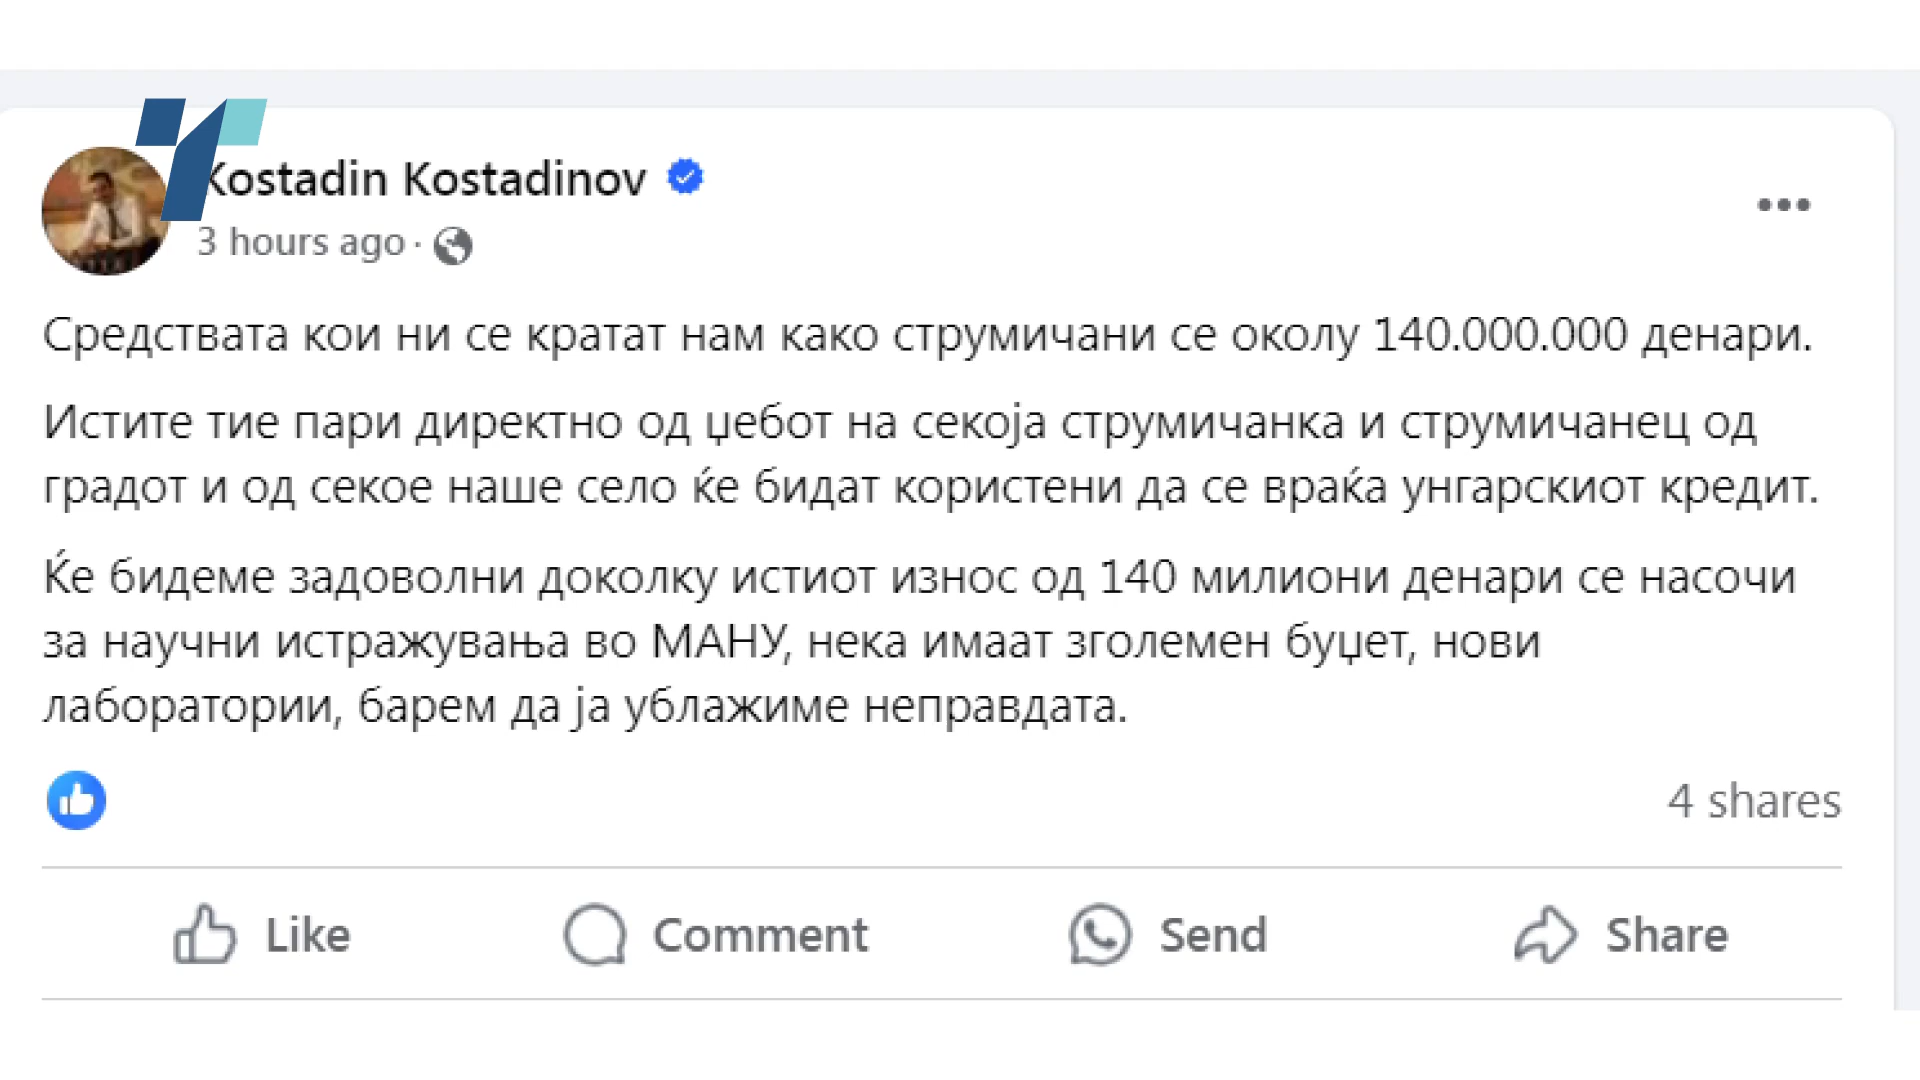 Kostadin Kostadinov
3 hours ago ·
Средствата кои ни се кратат нам како струмичани се околу 140.000.000 денари.
Истите тие пари директно од џебот на секоја струмичанка и струмичанец од
градот и од секое наше село ќе бидат користени да се враќа унгарскиот кредит.
Ќе бидеме задоволни доколку истиот износ од 140 милиони денари се насочи
за научни истражувања во МАНУ, нека имаат зголемен буџет, нови
лаборатории, барем да ја ублажиме неправдата.
4 shares
Like
Comment
Send
Share